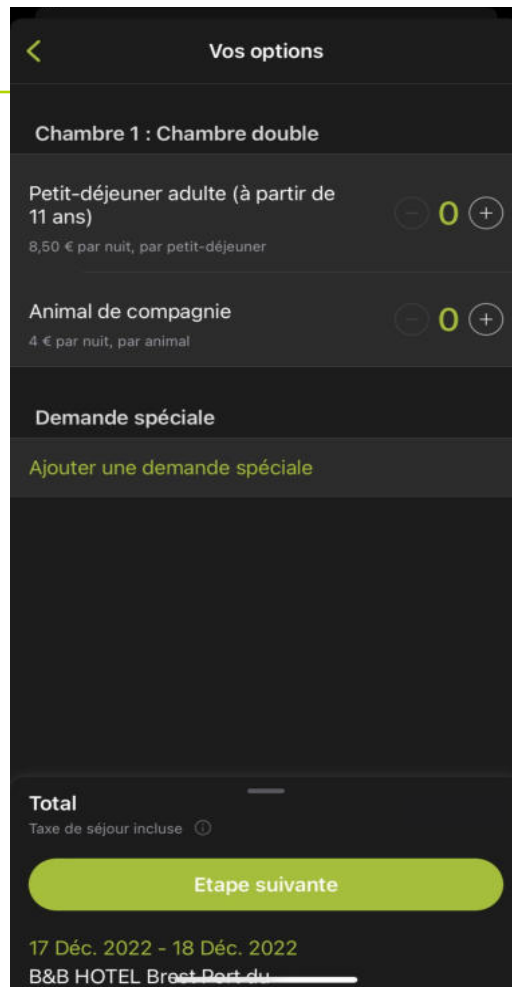 Vos options
Chambre 1 : Chambre double
Petit-déjeuner adulte (à partir de
11 ans)
0
8,50 € par nuit, par petit-déjeuner
Animal de compagnie
0
4 € par nuit, par animal
Demande spéciale
Ajouter une demande spéciale
Total
Taxe de séjour incluse
Etape suivante
17 Déc. 2022 - 18 Déc. 2022
B&B HOTEL Brest Port du